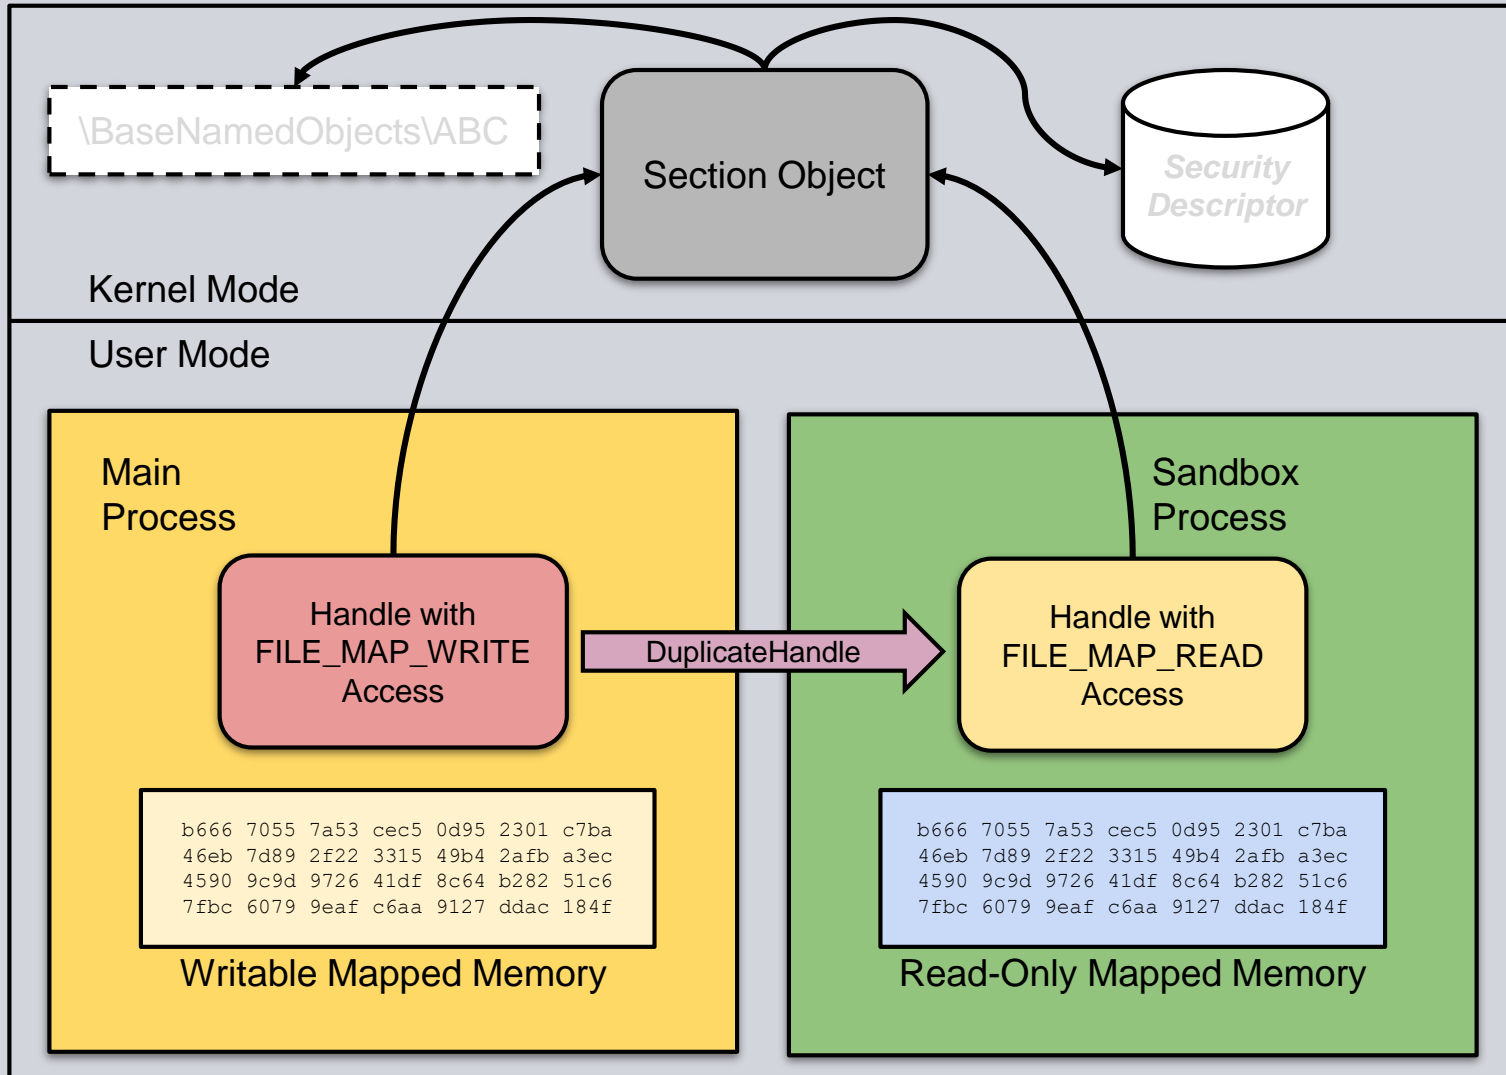 \BaseNamedObjects\ABC
Section Object
Security
Descriptor
Kernel Mode
User Mode
Main
Process
Sandbox
Process
Handle with
FILE_MAP_WRITE
Access
DuplicateHandle
Handle with
FILE_MAP_READ
Access
b666 7055 7a53 cec5 0d95 2301 c7ba
46eb 7d89 2f22 3315 49b4 2afb a3ec
4590 9c9d 9726 41df 8c64 b282 51c6
7fbc 6079 9eaf c6aa 9127 ddac 184f
Writable Mapped Memory
b666 7055 7a53 cec5 0d95 2301 c7ba
46eb 7d89 2f22 3315 49b4 2afb a3ec
4590 9c9d 9726 41df 8c64 b282 51c6
7fbc 6079 9eaf c6aa 9127 ddac 184f
Read-Only Mapped Memory